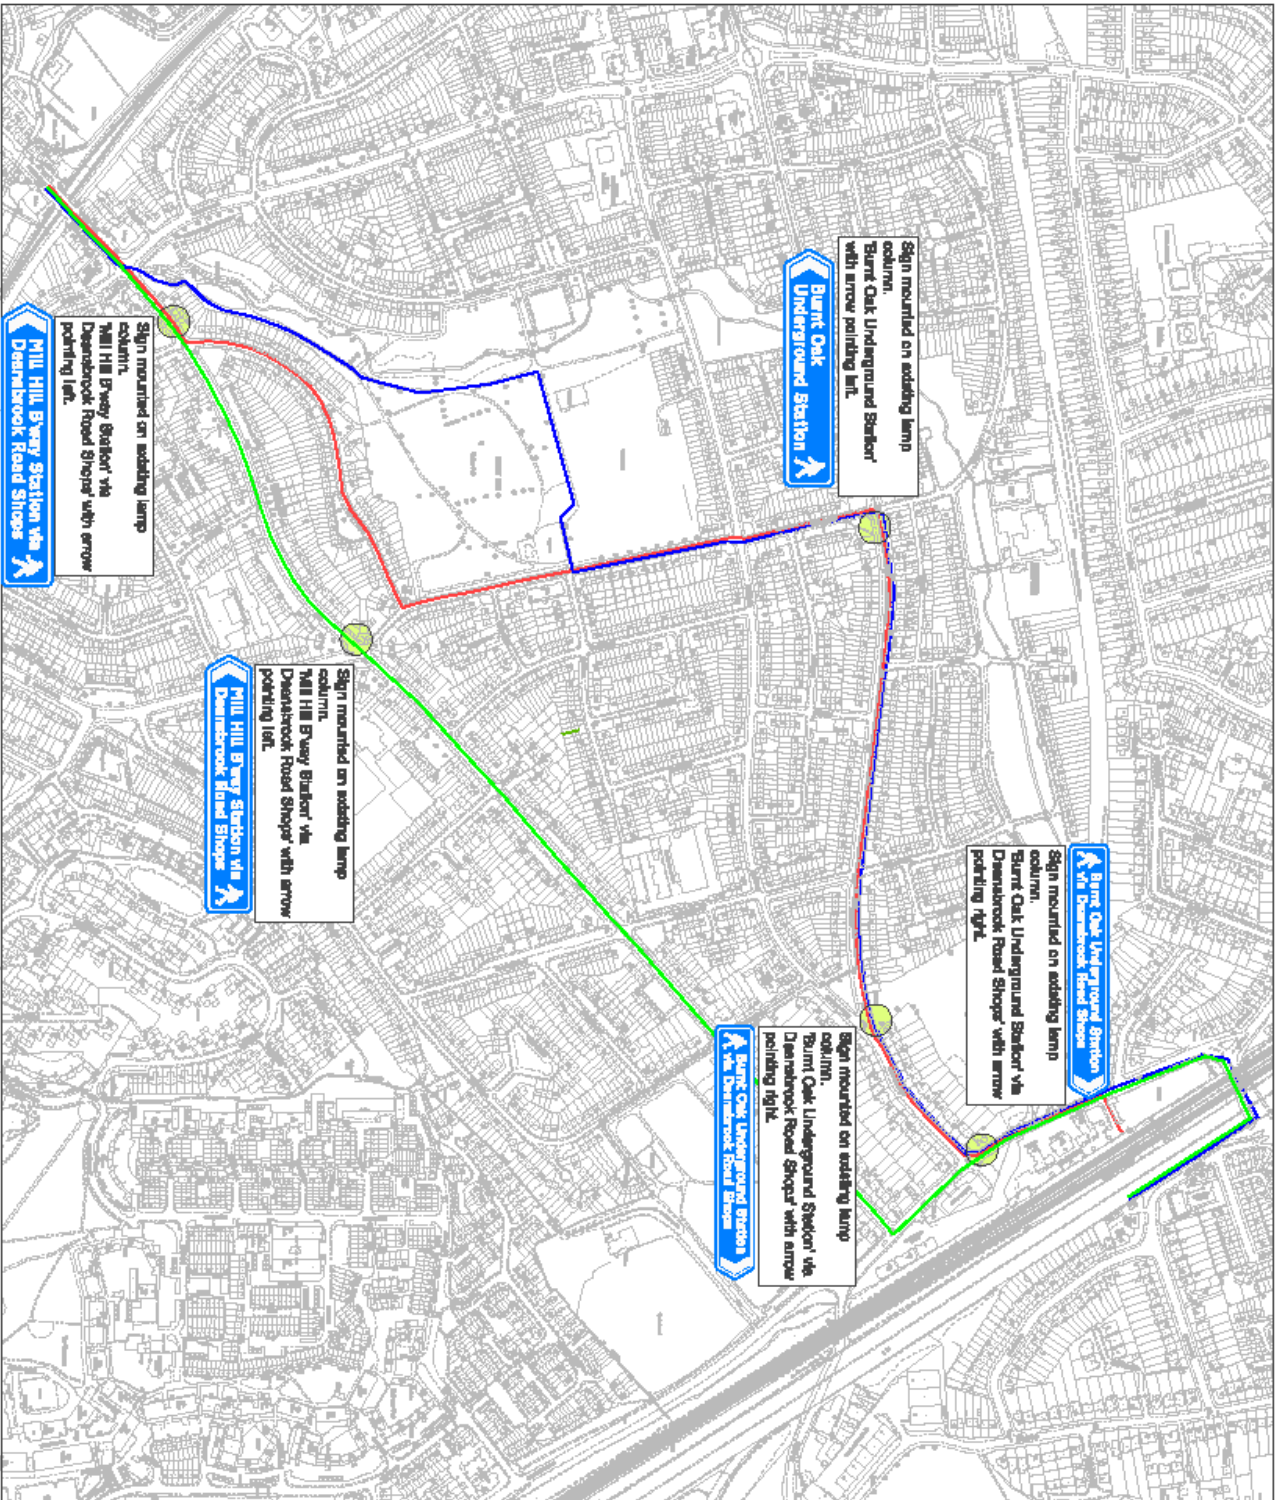 Sign mounted on existing lamp
column.
'Burnt Oak Underground Station'
with arrow pointing left.
Burnt Oak
Underground Station
Burnt Oak Underground Station
via Deansbrook Road Shops
Sign mounted on existing lamp
column.
'Burnt Oak Underground Station' via
Deansbrook Road Shops' with arrow
pointing right.
Sign mounted on existing lamp
column.
'Burnt Oak Underground Station' via
Deansbrook Road Shops' with arrow
pointing right.
Burnt Oak Underground Station
via Deansbrook Road Shops
Sign mounted on existing lamp
column.
'Mill Hill B'way Station' via
Deansbrook Road Shops' with arrow
pointing left.
Mill Hill B'way Station via
Deansbrook Road Shops
Sign mounted on existing lamp
column.
'Mill Hill B'way Station' via
Deansbrook Road Shops' with arrow
pointing left.
Mill Hill B'way Station via
Deansbrook Road Shops